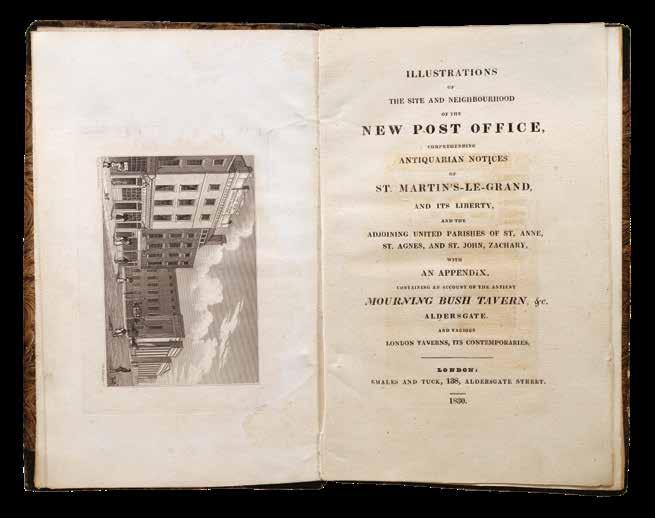 ILLUSTRATIONS
OF
THE SITE AND NEIGHBOURHOOD
OF THE
NEW POST OFFICE,
COMPREHENDING
ANTIQUARIAN NOTICES
OF
ST. MARTIN'S-LE-GRAND,
AND ITS LIBERTY,
AND THE
ADJOINING UNITED PARISHES OF ST. ANNE,
ST. AGNES, AND ST. JOHN, ZACHARY,
WITH
AN APPENDIX,
CONTAINING AN ACCOUNT OF THE ANTIENT
MOURNING BUSH TAVERN, &c.
ALDERSGATE.
AND VARIOUS
LONDON TAVERNS, ITS CONTEMPORARIES.
LONDON:
SMALES AND TUCK, 138, ALDERSGATE STREET.
1830.